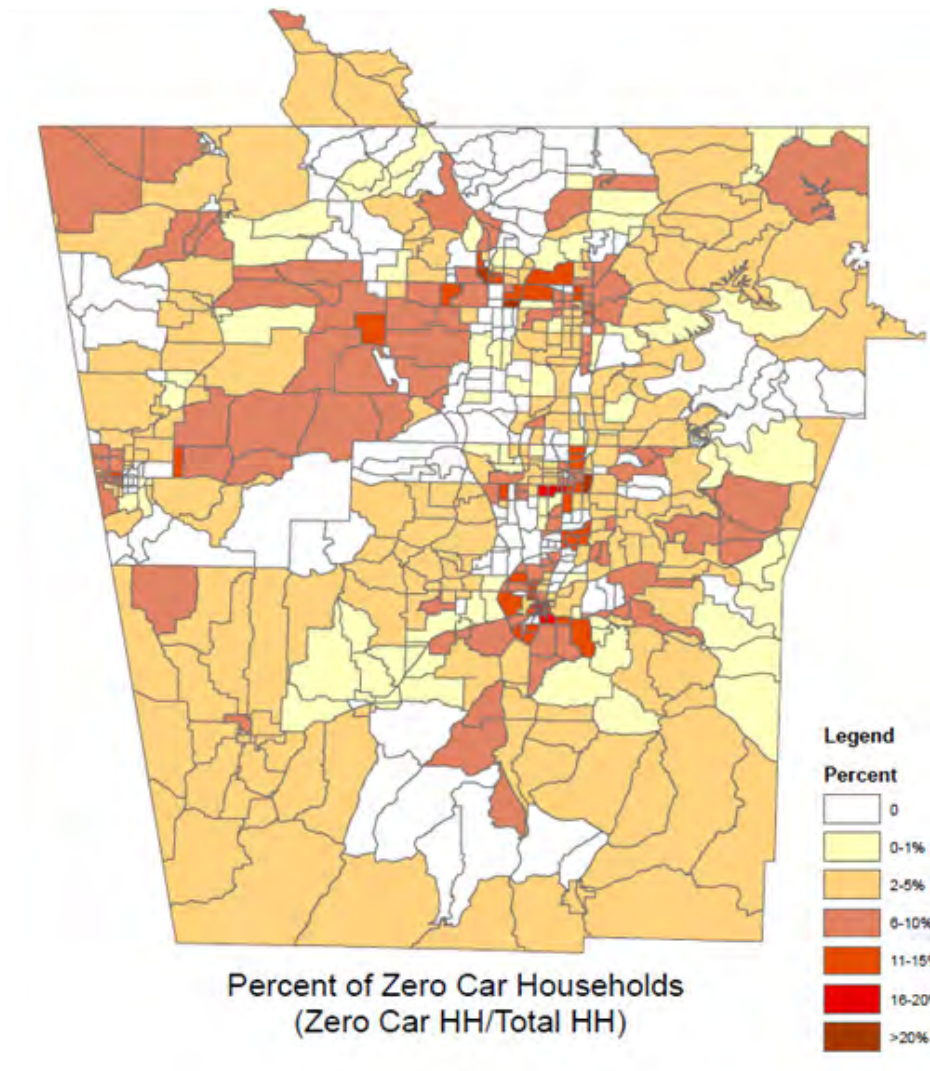 Legend
Percent
0
0-1%
2-5%
6-10%
11-15%
16-20%
>20%
Percent of Zero Car Households
(Zero Car HH/Total HH)